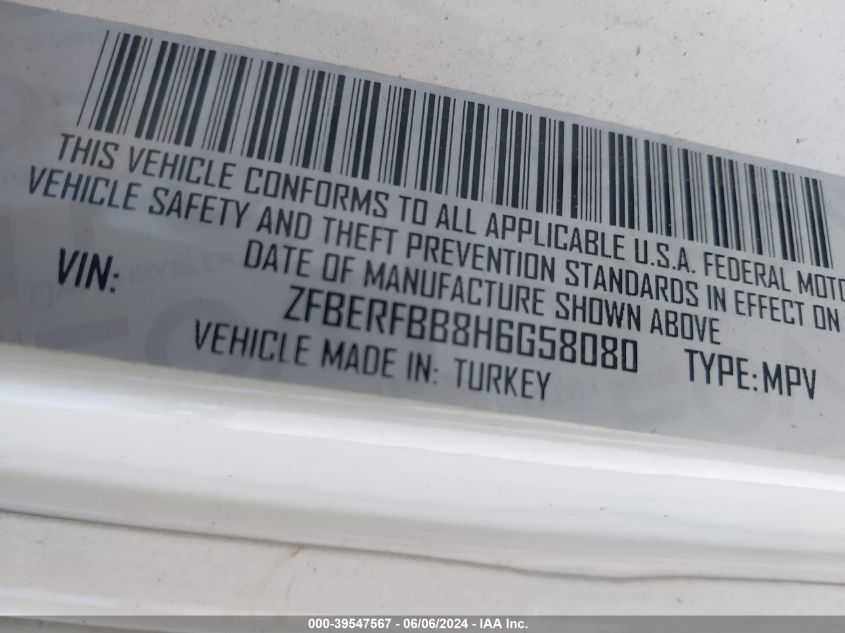 THIS VEHICLE CONFORMS TO ALL APPLICABLE U.S.A. FEDERAL MOTO
VEHICLE SAFETY AND THEFT PREVENTION STANDARDS IN EFFECT ON
DATE OF MANUFACTURE SHOWN ABOVE
VIN: ZFBERFBB8H6G58080 TYPE: MPV
VEHICLE MADE IN: TURKEY
000-39547567 - 06/06/2024 - IAA Inc.